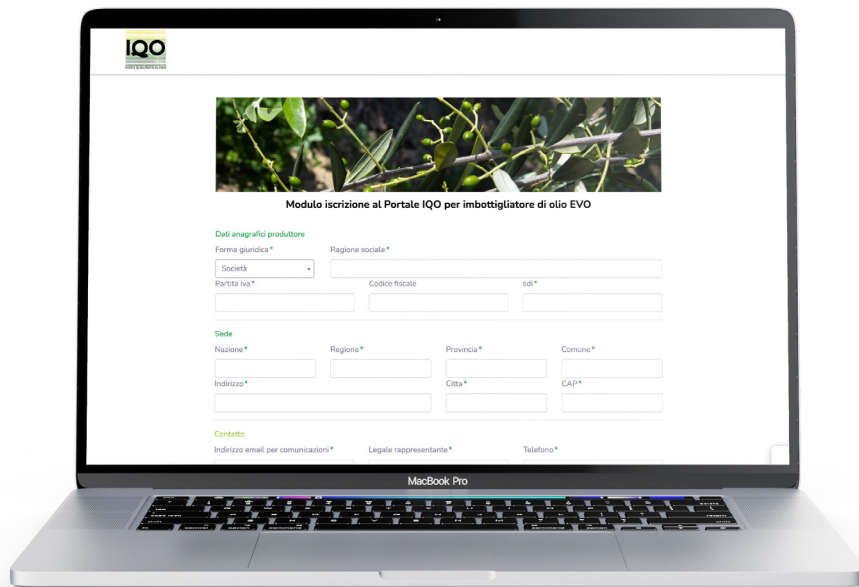 IQO
Modulo iscrizione al Portale IQO per imbottigliatore di olio EVO
Dati anagrafici produttore
Forma giuridica* Ragione sociale*
Società
Partita iva* Codice fiscale sdi*
Sede
Nazione* Regione* Provincia* Comune*
Indirizzo* Citta* CAP*
Contatto
Indirizzo email per comunicazioni* Legale rappresentante* Telefono*
MacBook Pro